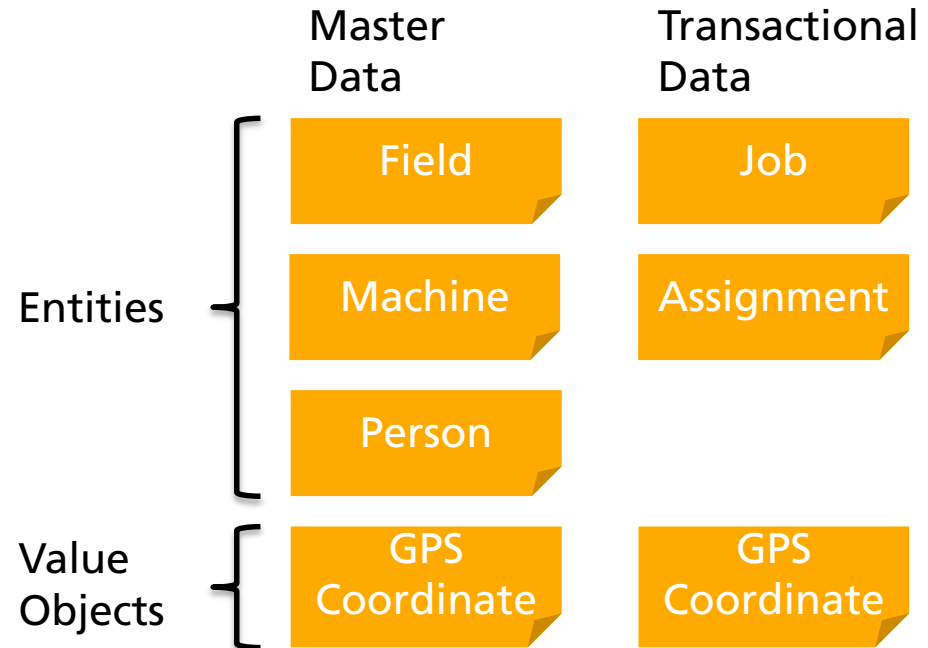 Master
Data
Transactional
Data
Field
Job
Entities
Machine
Assignment
Person
Value
Objects
GPS
Coordinate
GPS
Coordinate